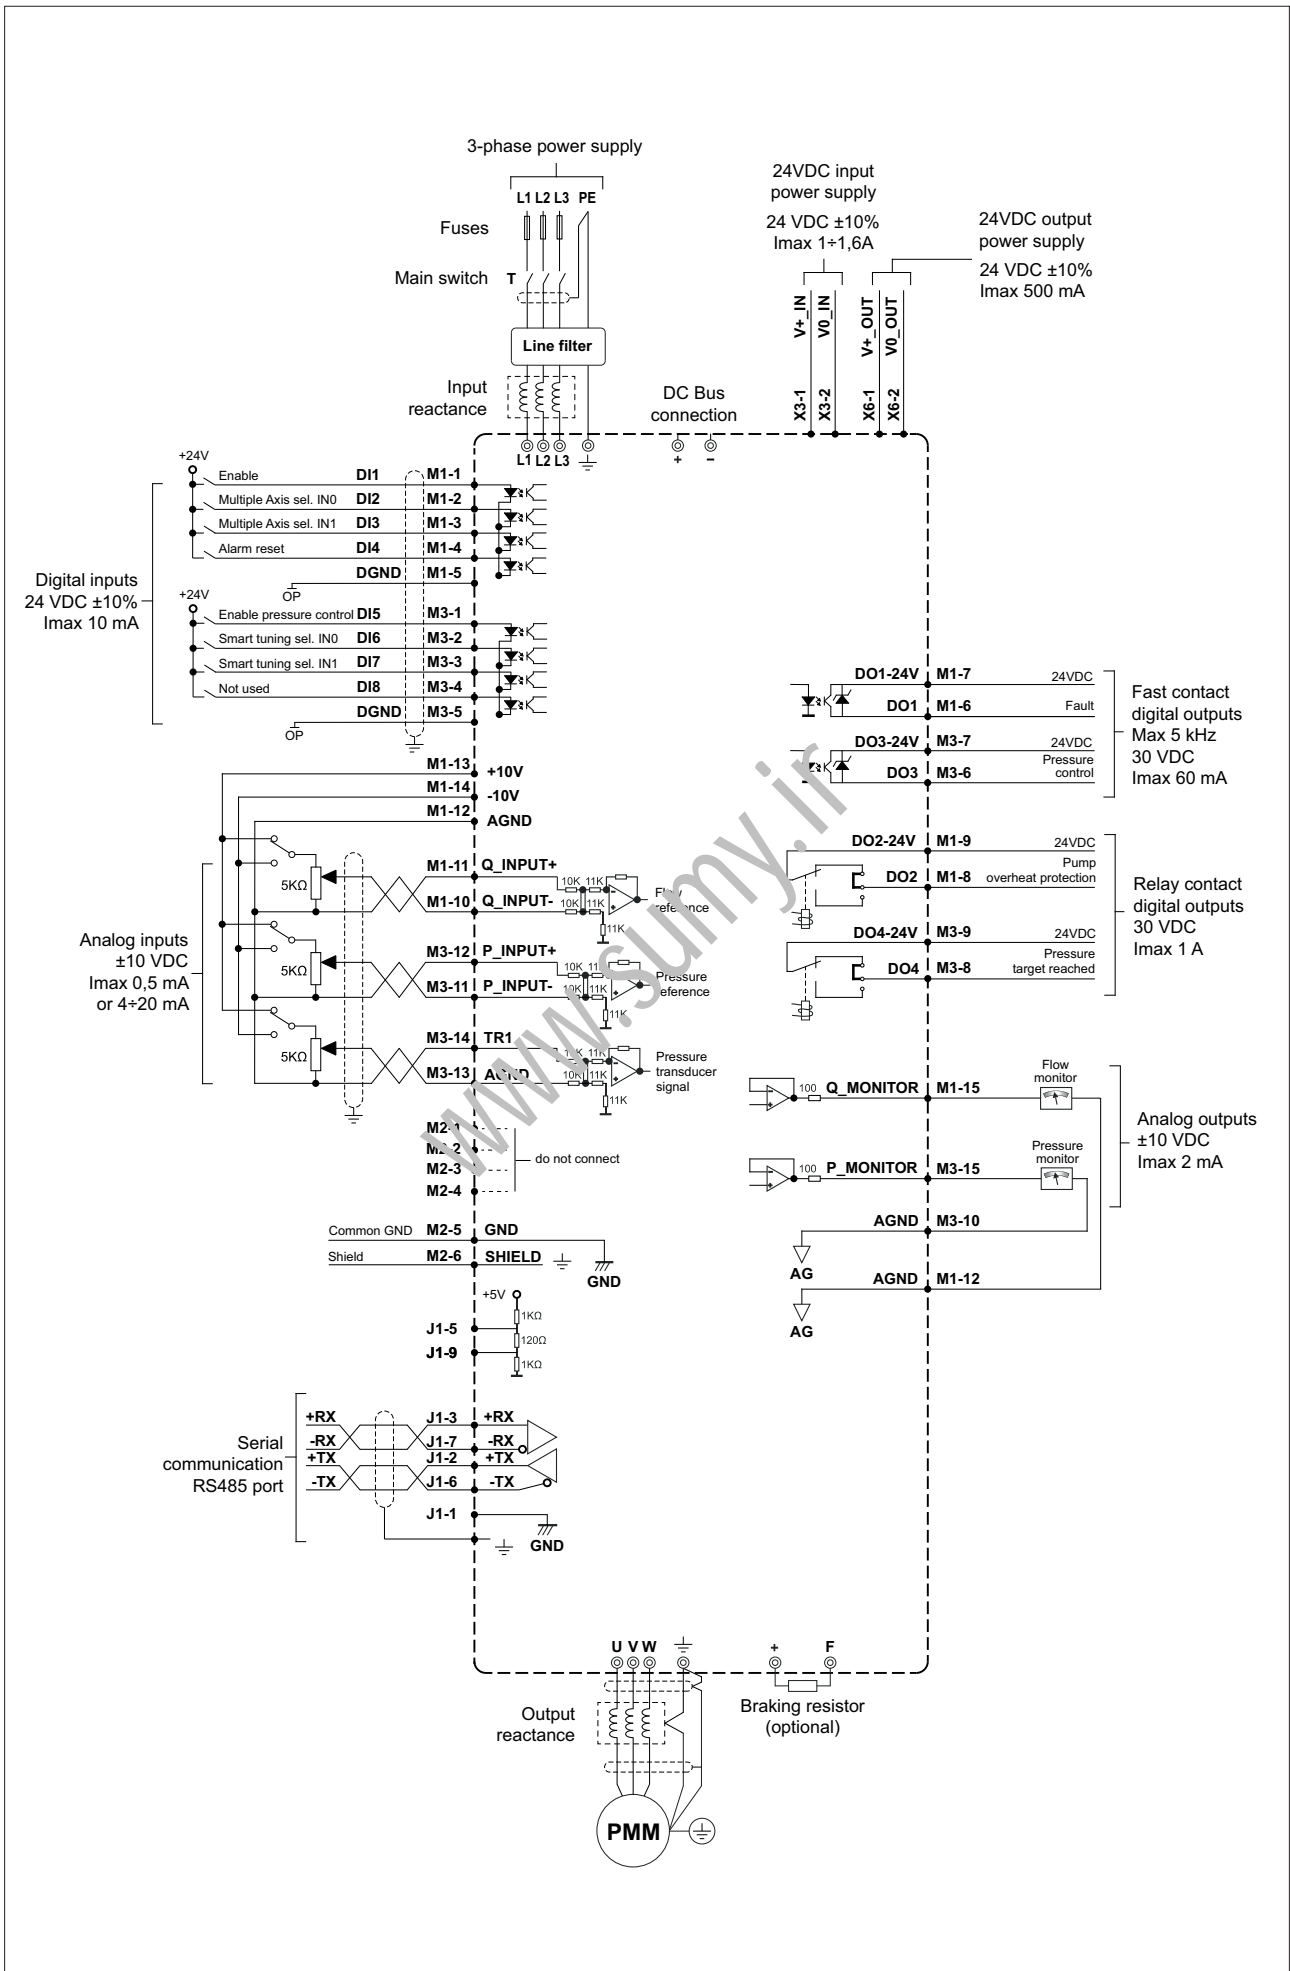 3-phase power supply
L1 L2 L3 PE
Fuses
Main switch T
Line filter
Input
reactance
24VDC input
power supply
24 VDC ±10%
Imax 1÷1,6A
24VDC output
power supply
24 VDC ±10%
Imax 500 mA
V+_IN
V0_IN
V+_OUT
V0_OUT
X3-1
X3-2
X6-1
X6-2
DC Bus
connection
L1 L2 L3
+ -
Digital inputs
24 VDC ±10%
Imax 10 mA
+24V
Enable DI1 M1-1
Multiple Axis sel. IN0 DI2 M1-2
Multiple Axis sel. IN1 DI3 M1-3
Alarm reset DI4 M1-4
DGND M1-5
OP
+24V
Enable pressure control DI5 M3-1
Smart tuning sel. IN0 DI6 M3-2
Smart tuning sel. IN1 DI7 M3-3
Not used DI8 M3-4
DGND M3-5
OP
M1-13 +10V
M1-14 -10V
M1-12 AGND
Analog inputs
±10 VDC
Imax 0,5 mA
or 4÷20 mA
5KΩ
M1-11 Q_INPUT+
M1-10 Q_INPUT-
10K 11K
10K 11K
11K
- +
Flow
reference
5KΩ
M3-12 P_INPUT+
M3-11 P_INPUT-
10K 11K
10K 11K
11K
- +
Pressure
reference
5KΩ
M3-14 TR1
M3-13 AGND
10K 11K
10K 11K
11K
- +
Pressure
transducer
signal
M2-1
M2-2
M2-3
M2-4
do not connect
Common GND M2-5 GND
Shield M2-6 SHIELD
GND
+5V
1KΩ
J1-5
120Ω
J1-9
1KΩ
Serial
communication
RS485 port
+RX J1-3 +RX
-RX J1-7 -RX
+TX J1-2 +TX
-TX J1-6 -TX
J1-1
GND
DO1-24V M1-7 24VDC
DO1 M1-6 Fault
DO3-24V M3-7 24VDC
DO3 M3-6 Pressure
control
Fast contact
digital outputs
Max 5 kHz
30 VDC
Imax 60 mA
DO2-24V M1-9 24VDC
DO2 M1-8 Pump
overheat protection
DO4-24V M3-9 24VDC
DO4 M3-8 Pressure
target reached
Relay contact
digital outputs
30 VDC
Imax 1 A
- +
100 Q_MONITOR M1-15
Flow
monitor
- +
100 P_MONITOR M3-15
Pressure
monitor
Analog outputs
±10 VDC
Imax 2 mA
AGND M3-10
AG
AGND M1-12
AG
U V W
+ F
Output
reactance
Braking resistor
(optional)
PMM
www.sumy.ir